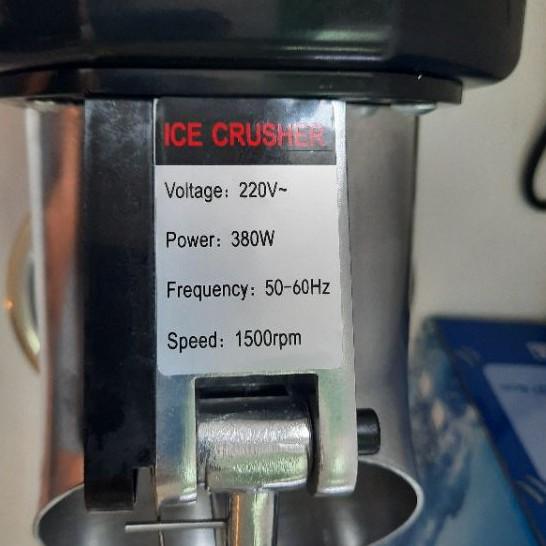 ICE CRUSHER
Voltage: 220V~
Power: 380W
Frequency: 50-60Hz
Speed: 1500rpm